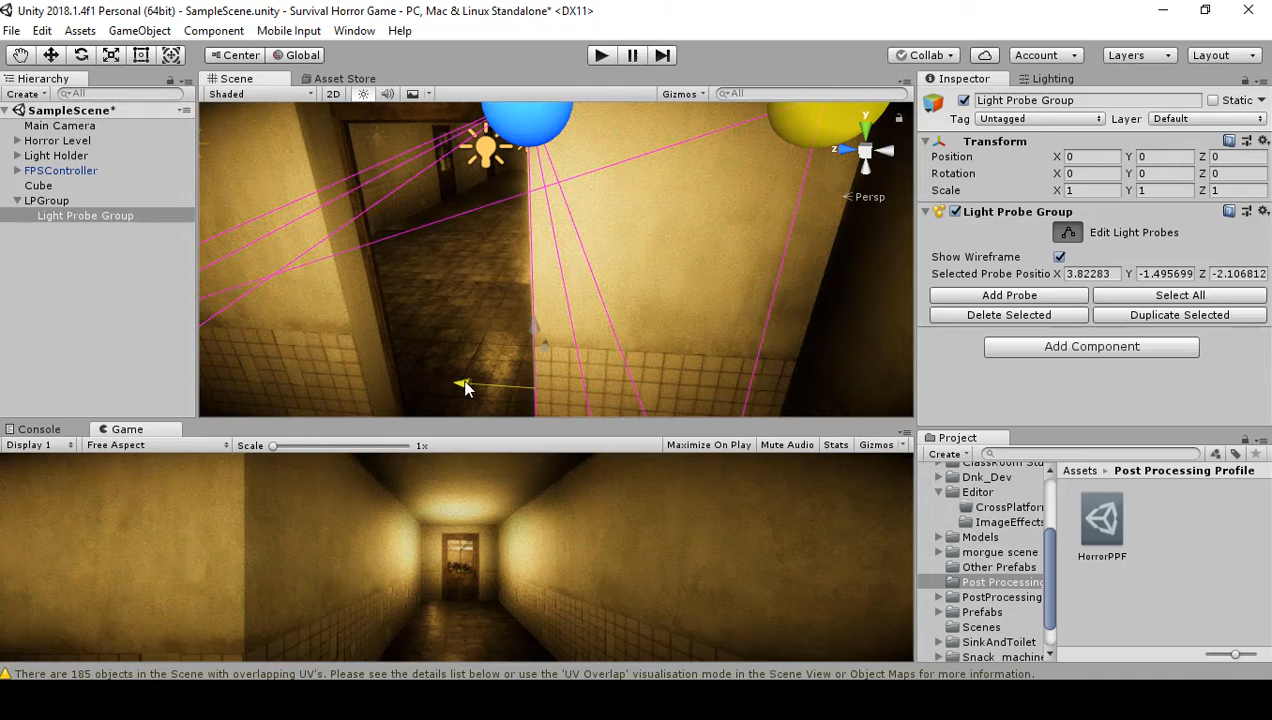 Unity 2018.1.4f1 Personal (64bit) - SampleScene.unity - Survival Horror Game - PC, Mac & Linux Standalone* <DX11>
File Edit Assets GameObject Component Mobile Input Window Help
Center Global Collab Account Layers Layout
Hierarchy
Create All
SampleScene*
Main Camera
Horror Level
Light Holder
FPSController
Cube
LPGroup
Light Probe Group
Scene Asset Store
Shaded 2D Gizmos All
y
z
Persp
Inspector Lighting
Light Probe Group Static
Tag Untagged Layer Default
Transform
Position X 0 Y 0 Z 0
Rotation X 0 Y 0 Z 0
Scale X 1 Y 1 Z 1
Light Probe Group
Edit Light Probes
Show Wireframe
Selected Probe Positio X 3.82283 Y -1.495699 Z -2.106812
Add Probe Select All
Delete Selected Duplicate Selected
Add Component
Console Game
Display 1 Free Aspect Scale 1x Maximize On Play Mute Audio Stats Gizmos
Project
Create
Assets Post Processing Profile
ClassRoom Stu
Dnk_Dev
Editor
CrossPlatfor
ImageEffects
Models
morgue scene
Other Prefabs
Post Processing
PostProcessing
Prefabs
Scenes
SinkAndToilet
Snack_machine
HorrorPPF
There are 185 objects in the Scene with overlapping UV's. Please see the details list below or use the 'UV Overlap' visualisation mode in the Scene View or Object Maps for more information.